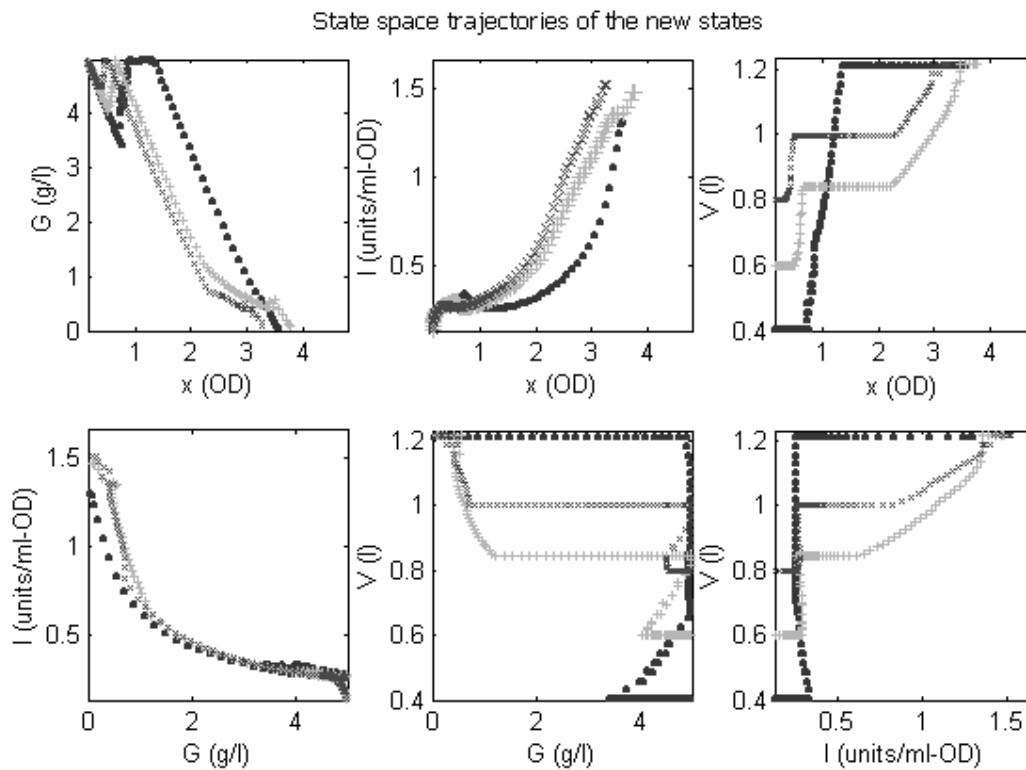 State space trajectories of the new states
4
2
0
G (g/l)
1 2 3 4
x (OD)
1.5
1
0.5
I (units/ml-OD)
1 2 3 4
x (OD)
1.2
1
0.8
0.6
0.4
V (l)
1 2 3 4
x (OD)
1.5
1
0.5
I (units/ml-OD)
0 2 4
G (g/l)
1.2
1
0.8
0.6
0.4
V (l)
0 2 4
G (g/l)
1.2
1
0.8
0.6
0.4
V (l)
0.5 1 1.5
I (units/ml-OD)